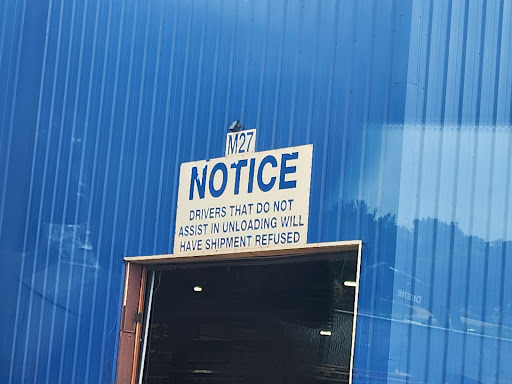 M27
NOTICE
DRIVERS THAT DO NOT
ASSIST IN UNLOADING WILL
HAVE SHIPMENT REFUSED